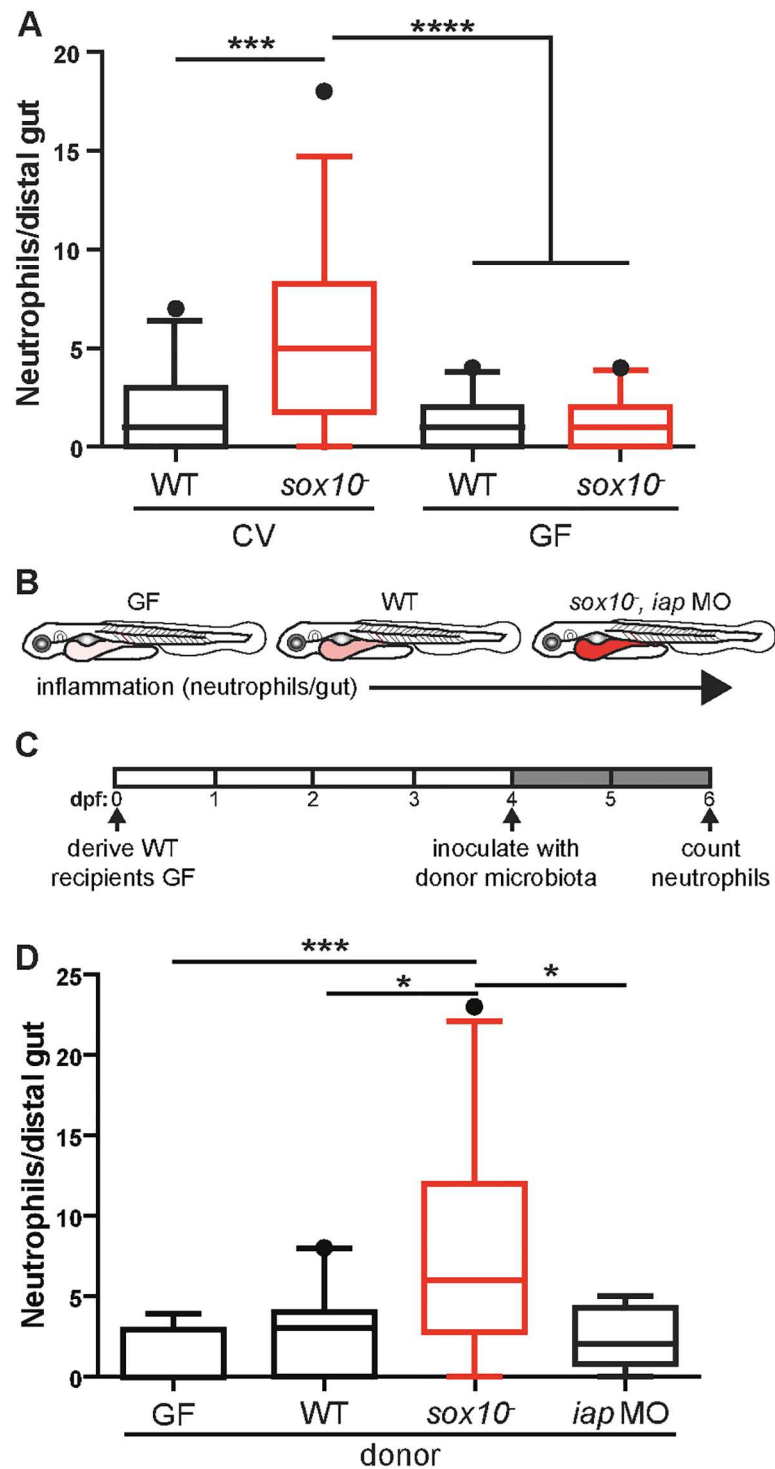 A
*** ****
20
15
10
5
0
Neutrophils/distal gut
WT sox10- WT sox10-
CV GF
B
GF WT sox10-, iap MO
inflammation (neutrophils/gut)
C
dpf: 0 1 2 3 4 5 6
derive WT inoculate with count
recipients GF donor microbiota neutrophils
D
***
* *
25
20
15
10
5
0
Neutrophils/distal gut
GF WT sox10- iap MO
donor